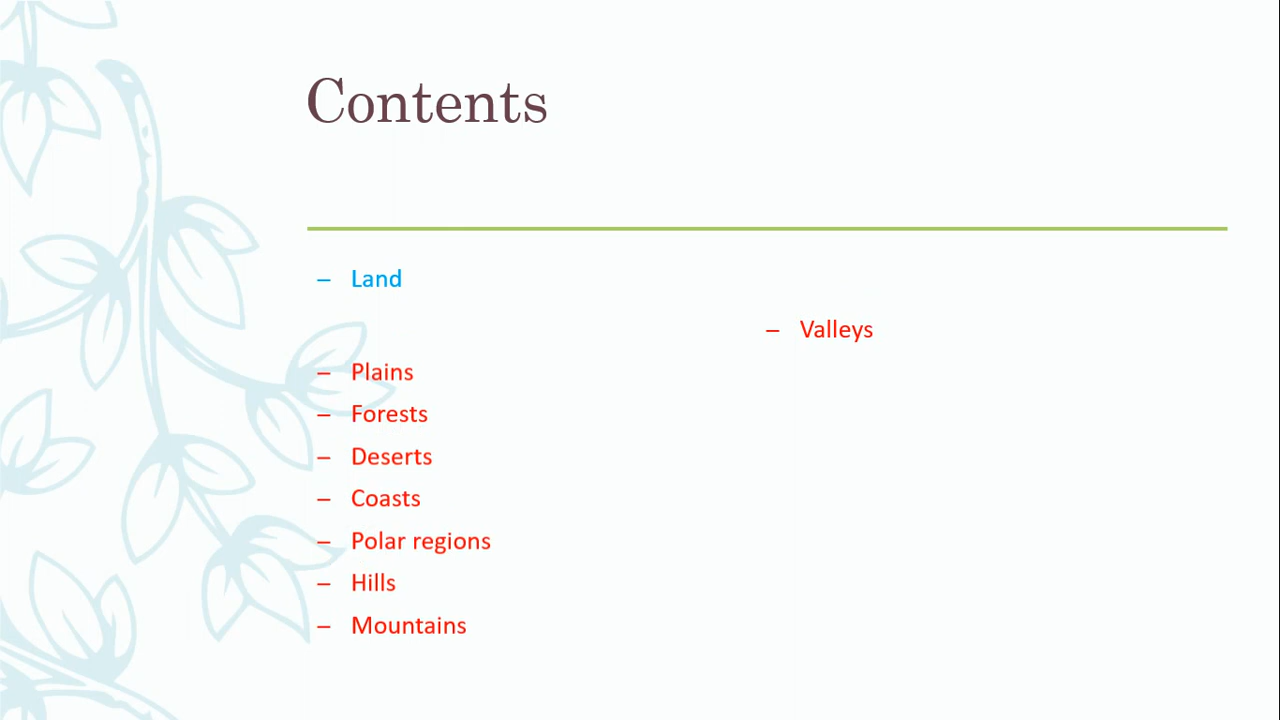 Contents
– Land
– Plains
– Forests
– Deserts
– Coasts
– Polar regions
– Hills
– Mountains
– Valleys